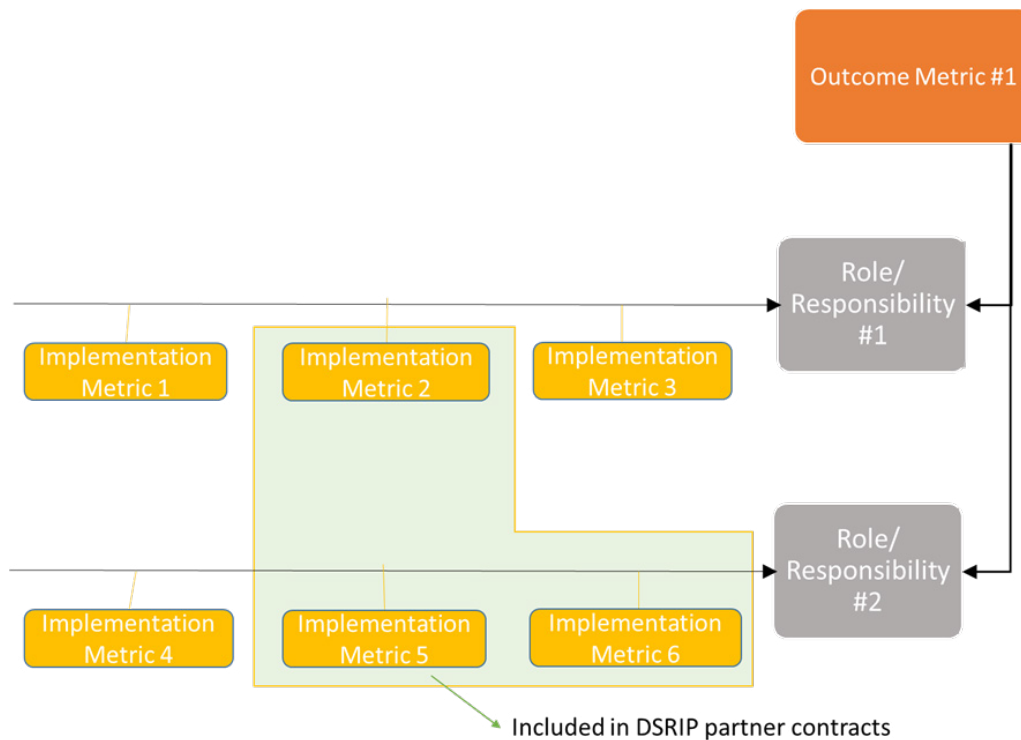 Outcome Metric #1
Role/
Responsibility
#1
Implementation
Metric 1
Implementation
Metric 2
Implementation
Metric 3
Role/
Responsibility
#2
Implementation
Metric 4
Implementation
Metric 5
Implementation
Metric 6
Included in DSRIP partner contracts